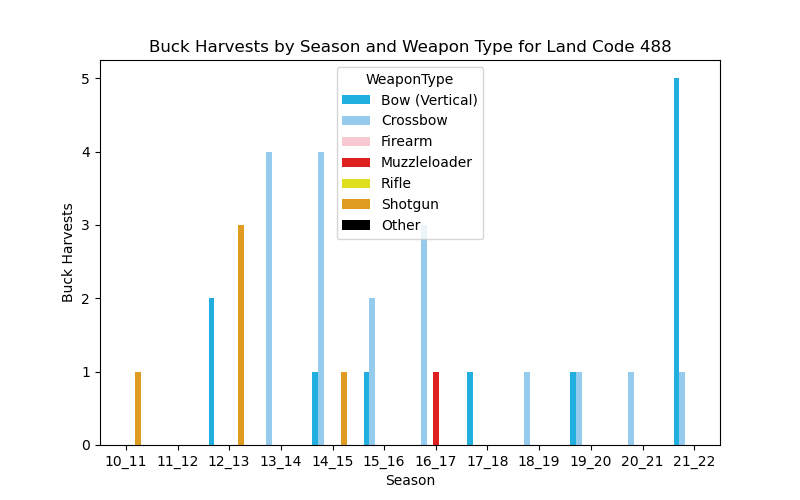 Buck Harvests by Season and Weapon Type for Land Code 488
WeaponType
Bow (Vertical)
Crossbow
Firearm
Muzzleloader
Rifle
Shotgun
Other
Buck Harvests
5
4
3
2
1
0
10_11 11_12 12_13 13_14 14_15 15_16 16_17 17_18 18_19 19_20 20_21 21_22
Season